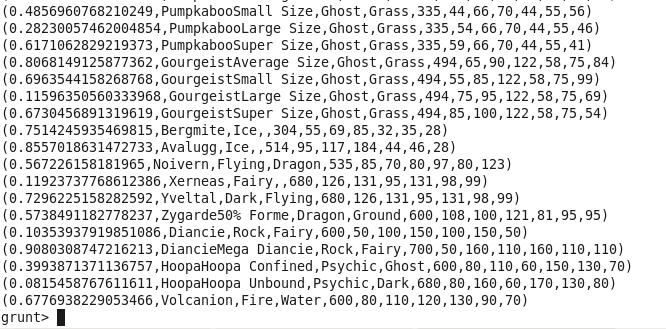 (0.4856960768210249,PumpkabooSmall Size,Ghost,Grass,335,44,66,70,44,55,56)
(0.28230057462004854,PumpkabooLarge Size,Ghost,Grass,335,54,66,70,44,55,46)
(0.6171062829219373,PumpkabooSuper Size,Ghost,Grass,335,59,66,70,44,55,41)
(0.8068149125877362,GourgeistAverage Size,Ghost,Grass,494,65,90,122,58,75,84)
(0.6963544158268768,GourgeistSmall Size,Ghost,Grass,494,55,85,122,58,75,99)
(0.11596350560333968,GourgeistLarge Size,Ghost,Grass,494,75,95,122,58,75,69)
(0.6730456891319619,GourgeistSuper Size,Ghost,Grass,494,85,100,122,58,75,54)
(0.7514245935469815,Bergmite,Ice,,304,55,69,85,32,35,28)
(0.8557018631472733,Avalugg,Ice,,514,95,117,184,44,46,28)
(0.567226158181965,Noivern,Flying,Dragon,535,85,70,80,97,80,123)
(0.11923737768612386,Xerneas,Fairy,,680,126,131,95,131,98,99)
(0.7296225158282592,Yveltal,Dark,Flying,680,126,131,95,131,98,99)
(0.5738491182778237,Zygarde50% Forme,Dragon,Ground,600,108,100,121,81,95,95)
(0.10353937919851086,Diancie,Rock,Fairy,600,50,100,150,100,150,50)
(0.9080308747216213,DiancieMega Diancie,Rock,Fairy,700,50,160,110,160,110,110)
(0.3993871371136757,HoopaHoopa Confined,Psychic,Ghost,600,80,110,60,150,130,70)
(0.0815458767611611,HoopaHoopa Unbound,Psychic,Dark,680,80,160,60,170,130,80)
(0.6776938229053466,Volcanion,Fire,Water,600,80,110,120,130,90,70)
grunt>